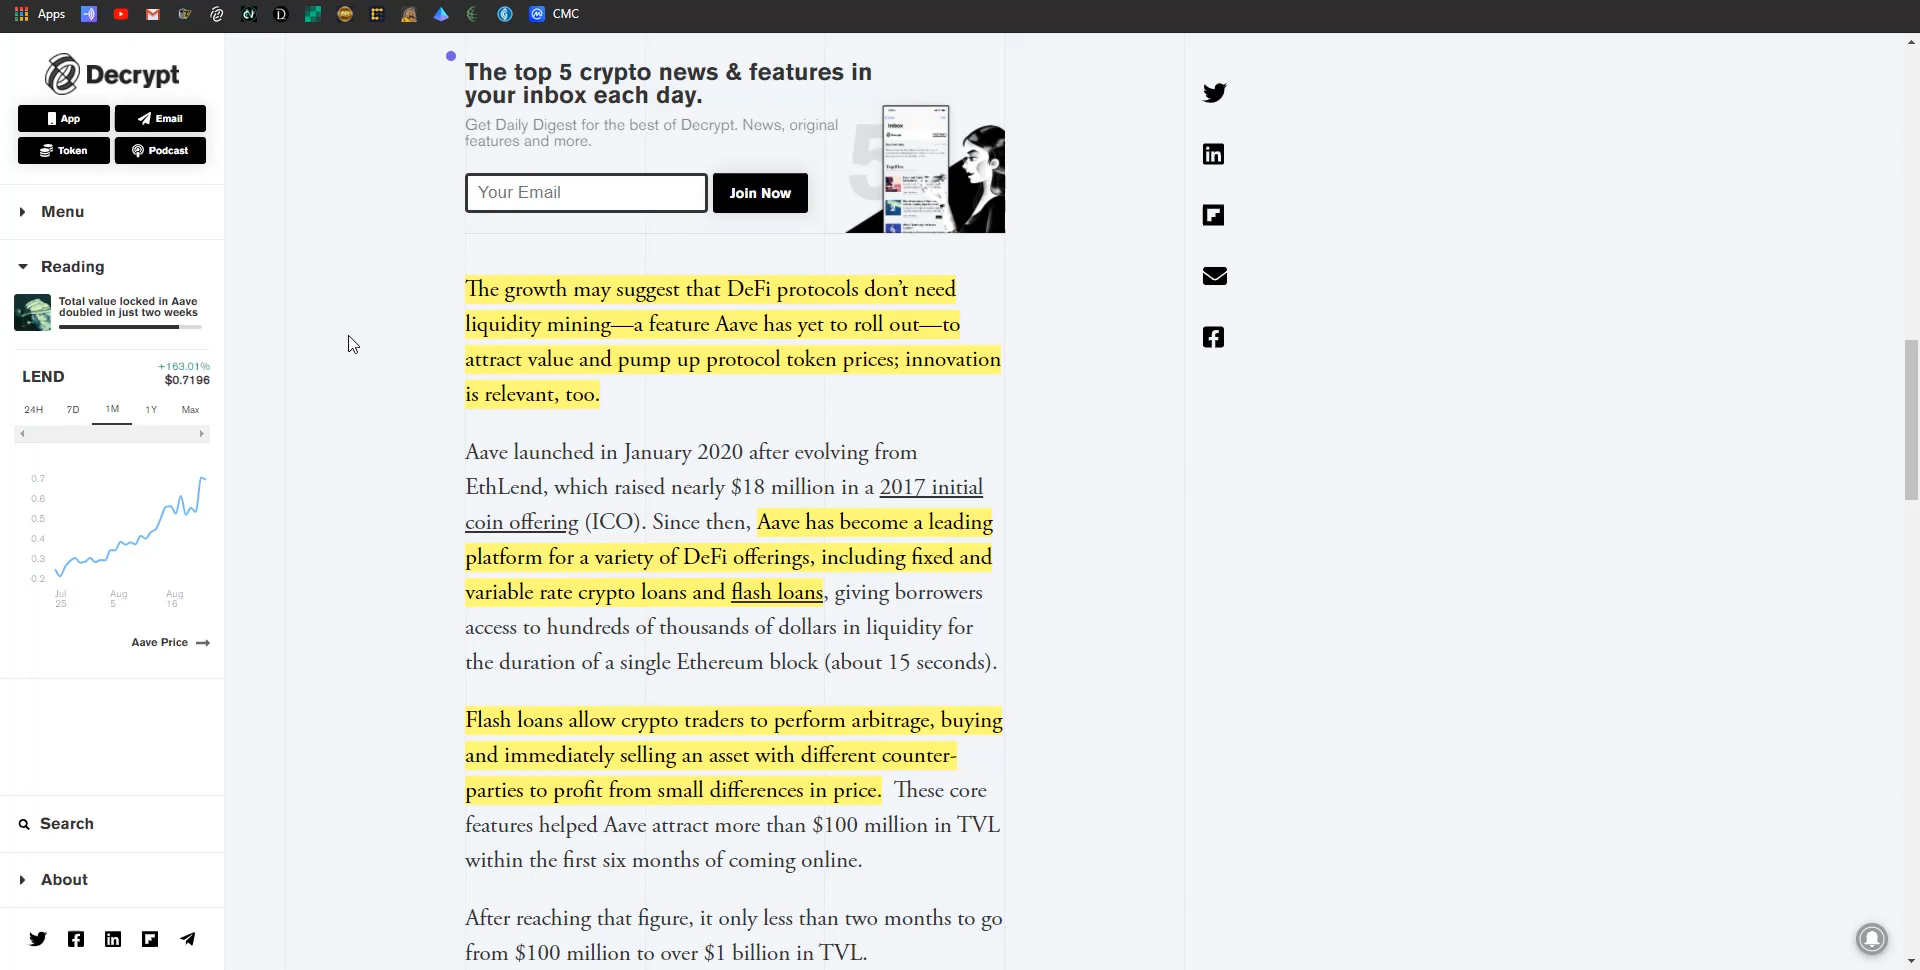 Apps
CMC
Decrypt
App
Email
Token
Podcast
Menu
Reading
Total value locked in Aave
doubled in just two weeks
LEND
+163.01%
$0.7196
24H 7D 1M 1Y Max
0.7
0.6
0.5
0.4
0.3
0.2
Jul
25
Aug
5
Aug
16
Aave Price
Search
About
The top 5 crypto news & features in
your inbox each day.
Get Daily Digest for the best of Decrypt. News, original
features and more.
Your Email
Join Now
5
Inbox
The growth may suggest that DeFi protocols don’t need
liquidity mining—a feature Aave has yet to roll out—to
attract value and pump up protocol token prices; innovation
is relevant, too.
Aave launched in January 2020 after evolving from
EthLend, which raised nearly $18 million in a 2017 initial
coin offering (ICO). Since then, Aave has become a leading
platform for a variety of DeFi offerings, including fixed and
variable rate crypto loans and flash loans, giving borrowers
access to hundreds of thousands of dollars in liquidity for
the duration of a single Ethereum block (about 15 seconds).
Flash loans allow crypto traders to perform arbitrage, buying
and immediately selling an asset with different counter-
parties to profit from small differences in price. These core
features helped Aave attract more than $100 million in TVL
within the first six months of coming online.
After reaching that figure, it only less than two months to go
from $100 million to over $1 billion in TVL.